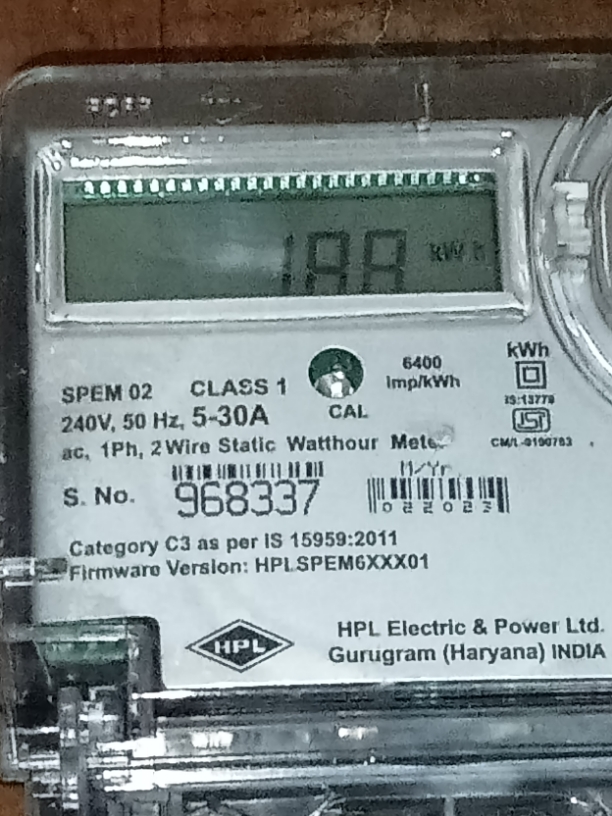 188 kWh
6400
imp/kWh
kWh
SPEM 02 CLASS 1
CAL
IS:13779
240V, 50 Hz, 5-30A
ac, 1Ph, 2 Wire Static Watthour Meter
CM/L-0190783
M/Yr
S. No. 968337
022023
Category C3 as per IS 15959:2011
Firmware Version: HPLSPEM6XXX01
HPL
HPL Electric & Power Ltd.
Gurugram (Haryana) INDIA